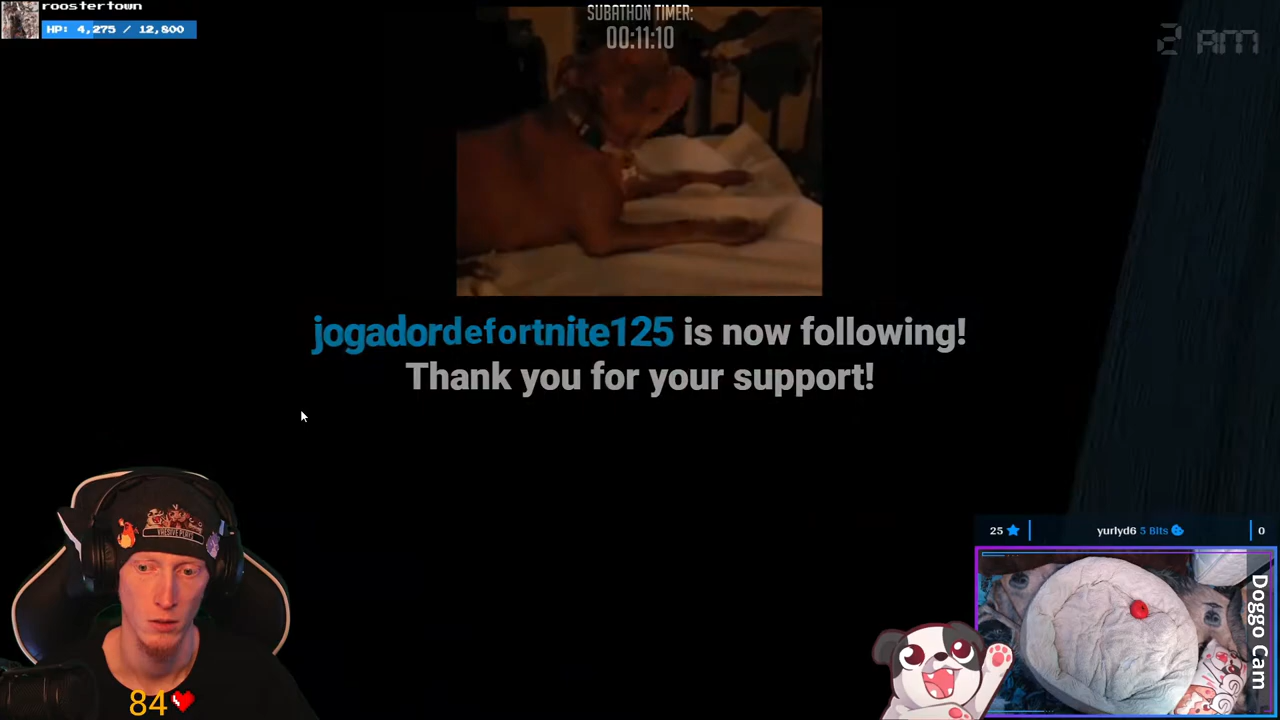 roostertown
HP: 4,275 / 12,800
SUBATHON TIMER:
00:11:10
2 AM
jogadordefortnite125 is now following!
Thank you for your support!
25
yurlyd6 5 Bits
0
Doggo Cam
84